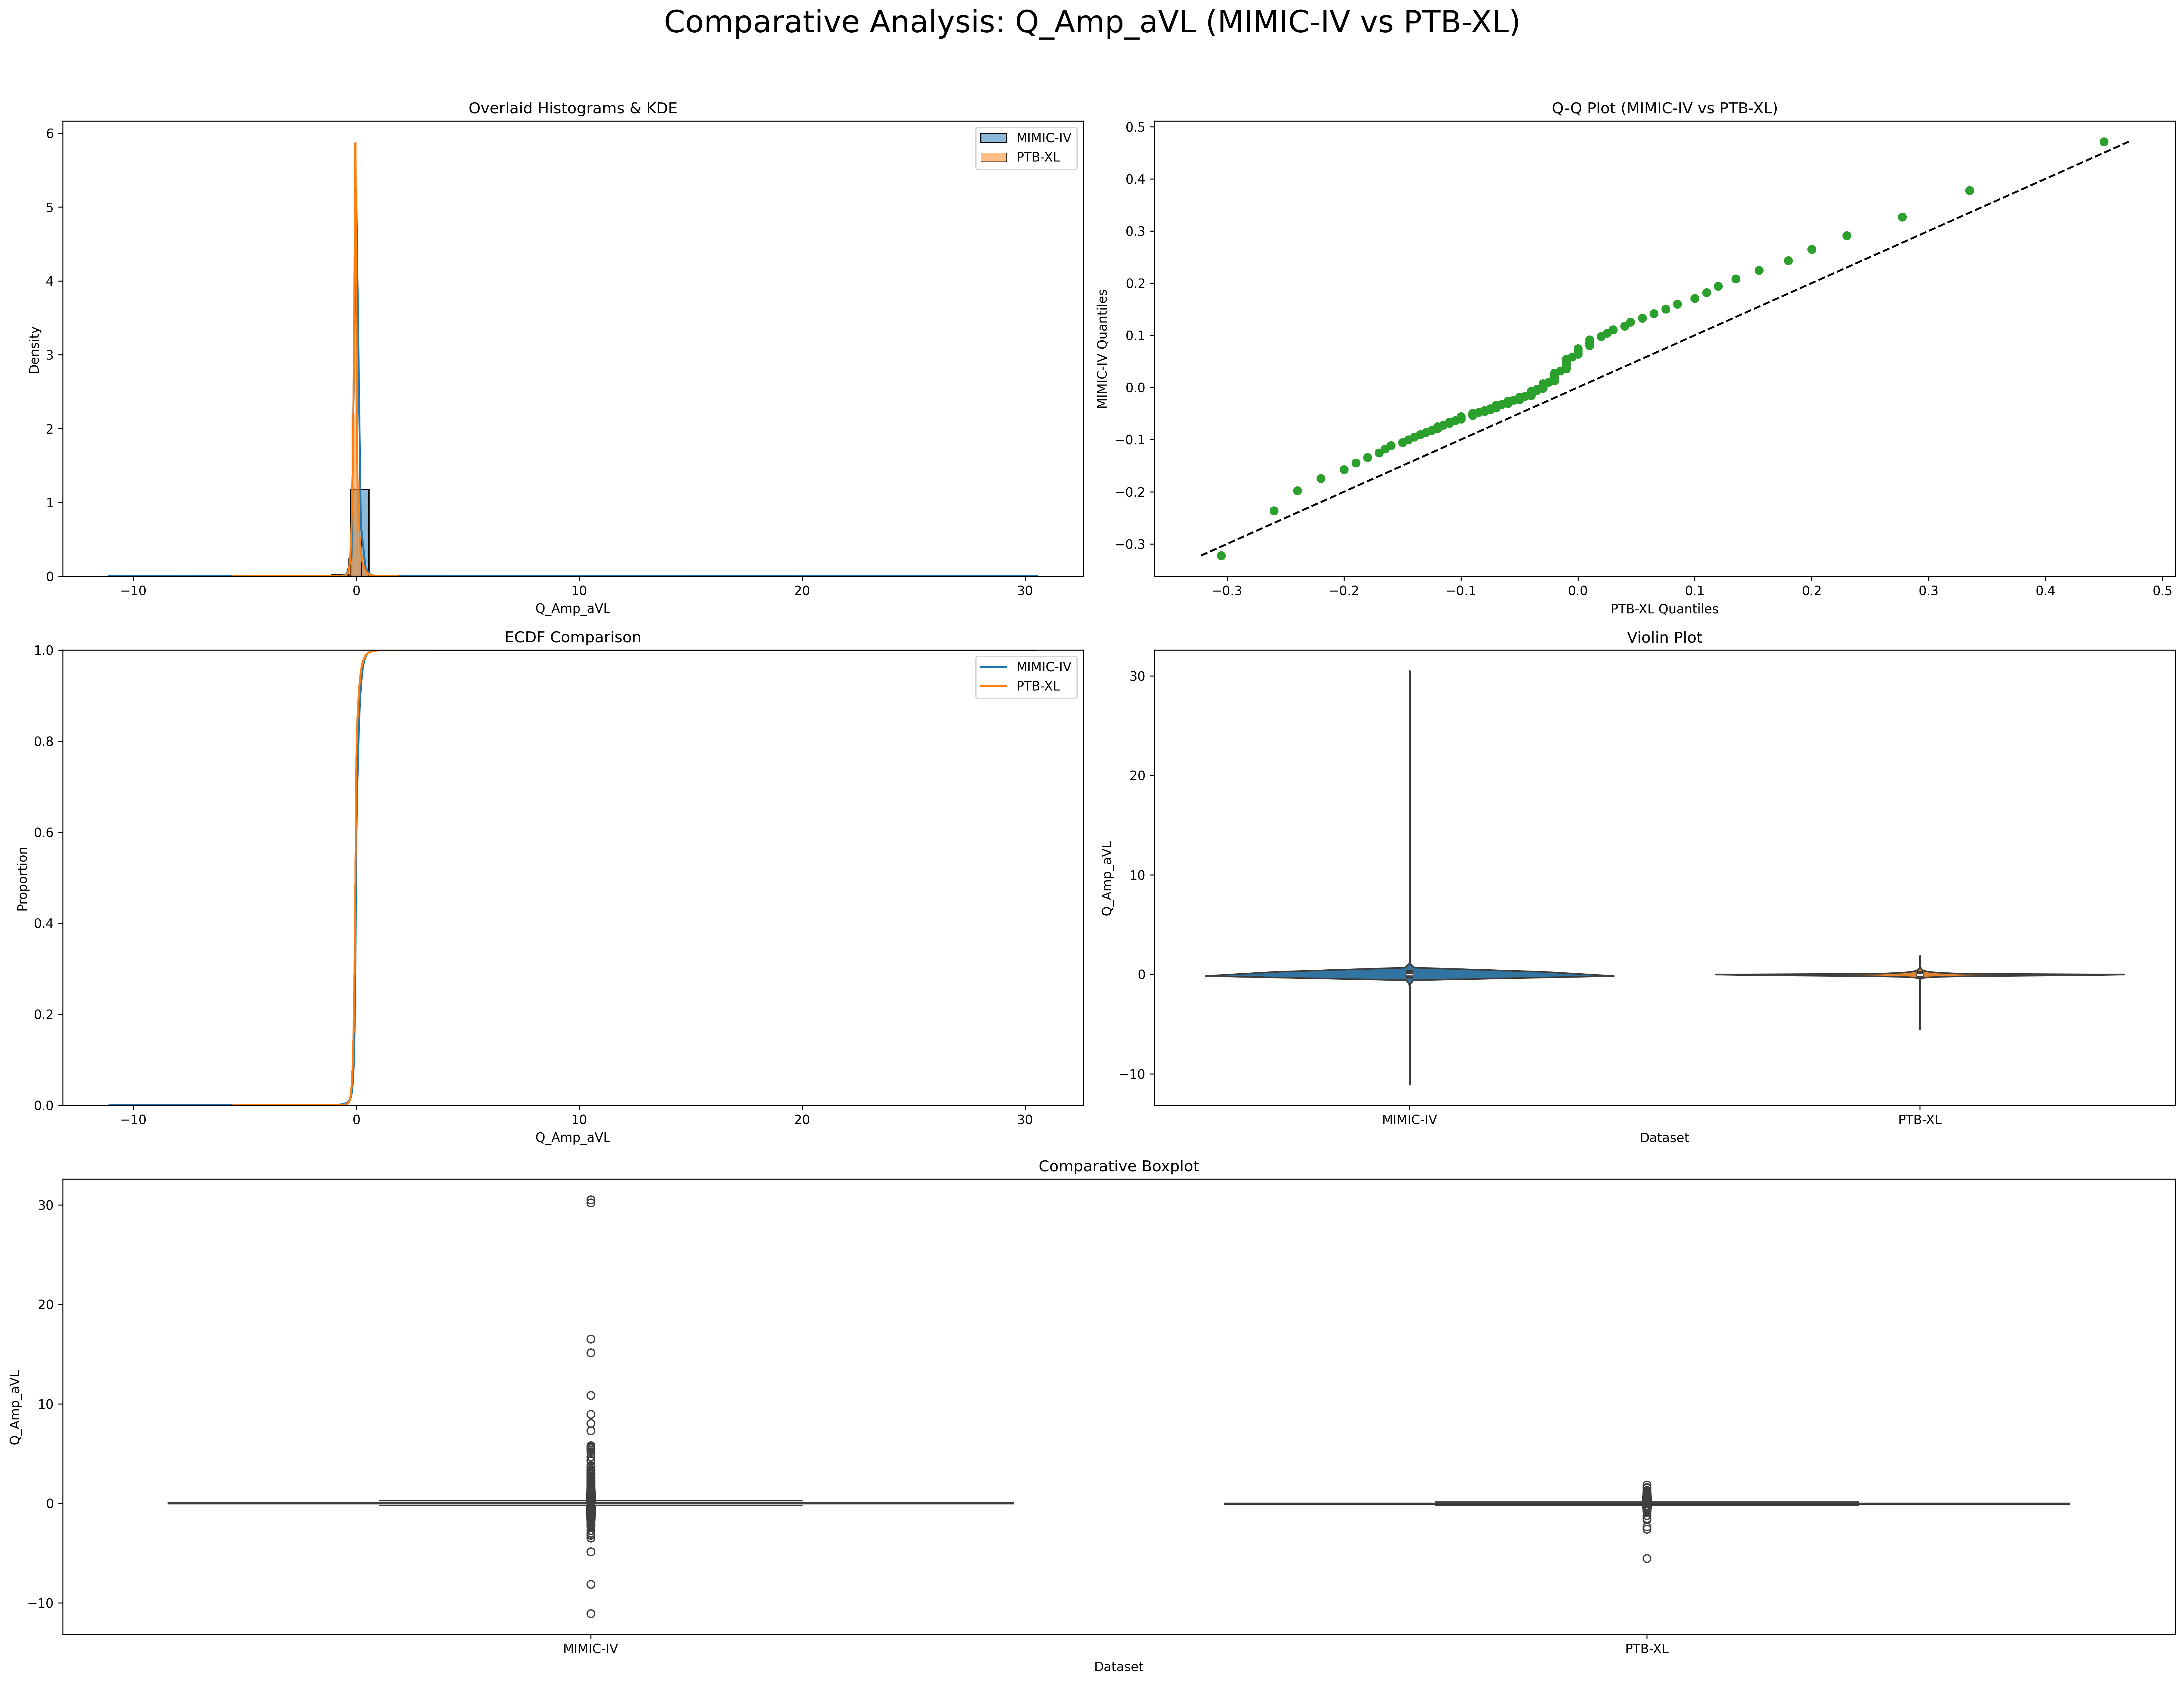 Comparative Analysis: Q_Amp_aVL (MIMIC-IV vs PTB-XL)
Overlaid Histograms & KDE
6
5
4
3
2
1
0
Density
−10
0
10
20
30
Q_Amp_aVL
MIMIC-IV
PTB-XL
Q-Q Plot (MIMIC-IV vs PTB-XL)
0.5
0.4
0.3
0.2
0.1
0.0
−0.1
−0.2
−0.3
MIMIC-IV Quantiles
−0.3
−0.2
−0.1
0.0
0.1
0.2
0.3
0.4
0.5
PTB-XL Quantiles
ECDF Comparison
1.0
0.8
0.6
0.4
0.2
0.0
Proportion
−10
0
10
20
30
Q_Amp_aVL
MIMIC-IV
PTB-XL
Violin Plot
30
20
10
0
−10
Q_Amp_aVL
MIMIC-IV
PTB-XL
Dataset
Comparative Boxplot
30
20
10
0
−10
Q_Amp_aVL
MIMIC-IV
PTB-XL
Dataset